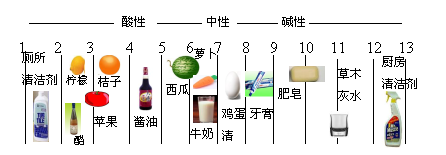 酸性 中性 碱性
1 2 3 4 5 6 7 8 9 10 11 12 13
厕所
清洁剂
柠檬
醋
桔子
苹果
酱油
西瓜
萝卜
牛奶
鸡蛋
清
牙膏
肥皂
草木
灰水
厨房
清洁剂